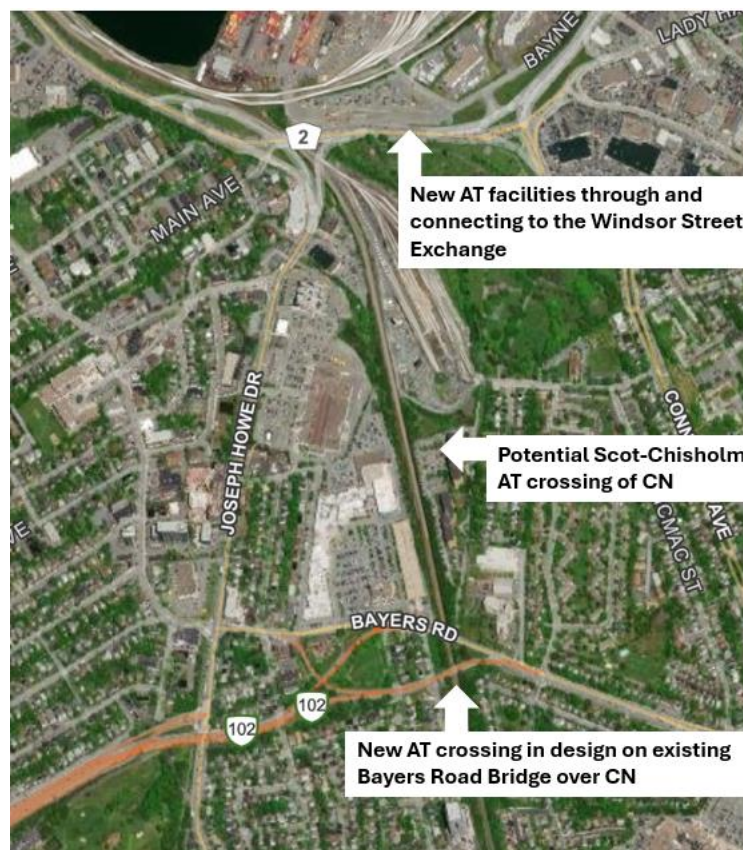 BAYNE
LADY HA
2
New AT facilities through and
connecting to the Windsor Street
Exchange
MAIN AVE
JOSEPH HOWE DR
CONN
AVE
Potential Scot-Chisholm
AT crossing of CN
CMAC ST
VE
BAYERS RD
102
102
New AT crossing in design on existing
Bayers Road Bridge over CN